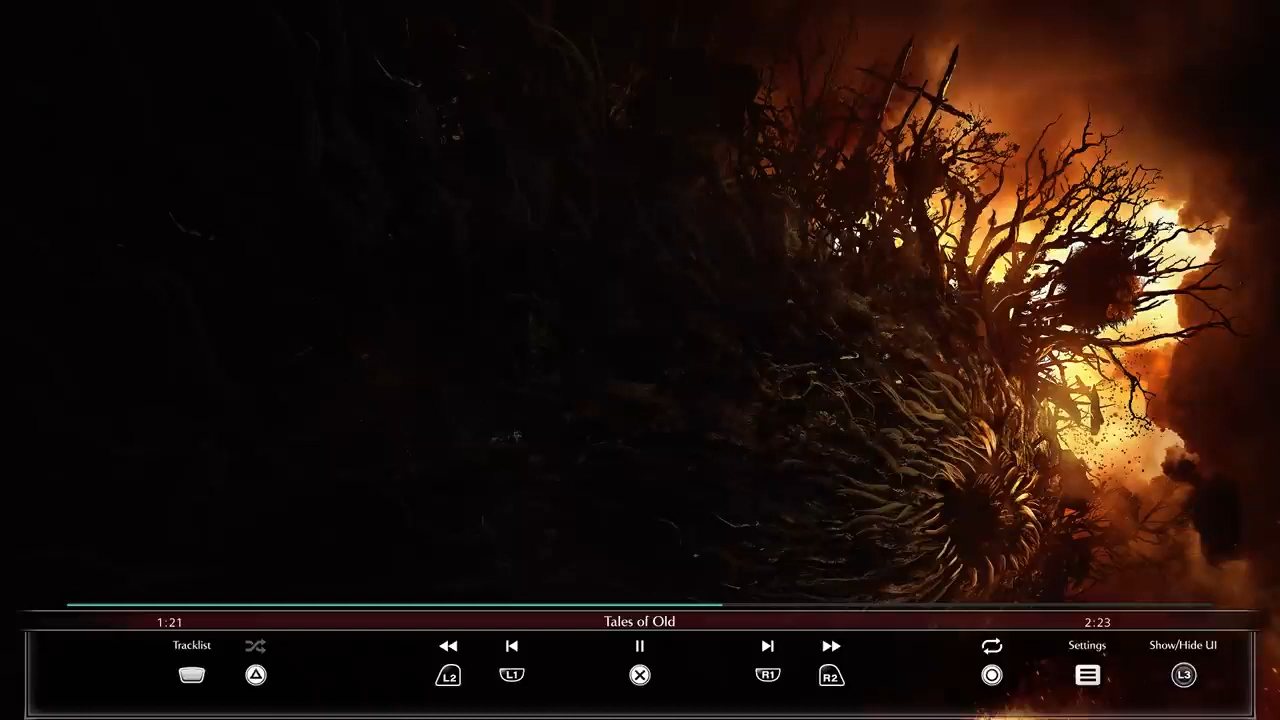 1:21 Tales of Old 2:23
Tracklist Settings Show/Hide UI
L2 L1 R1 R2 L3